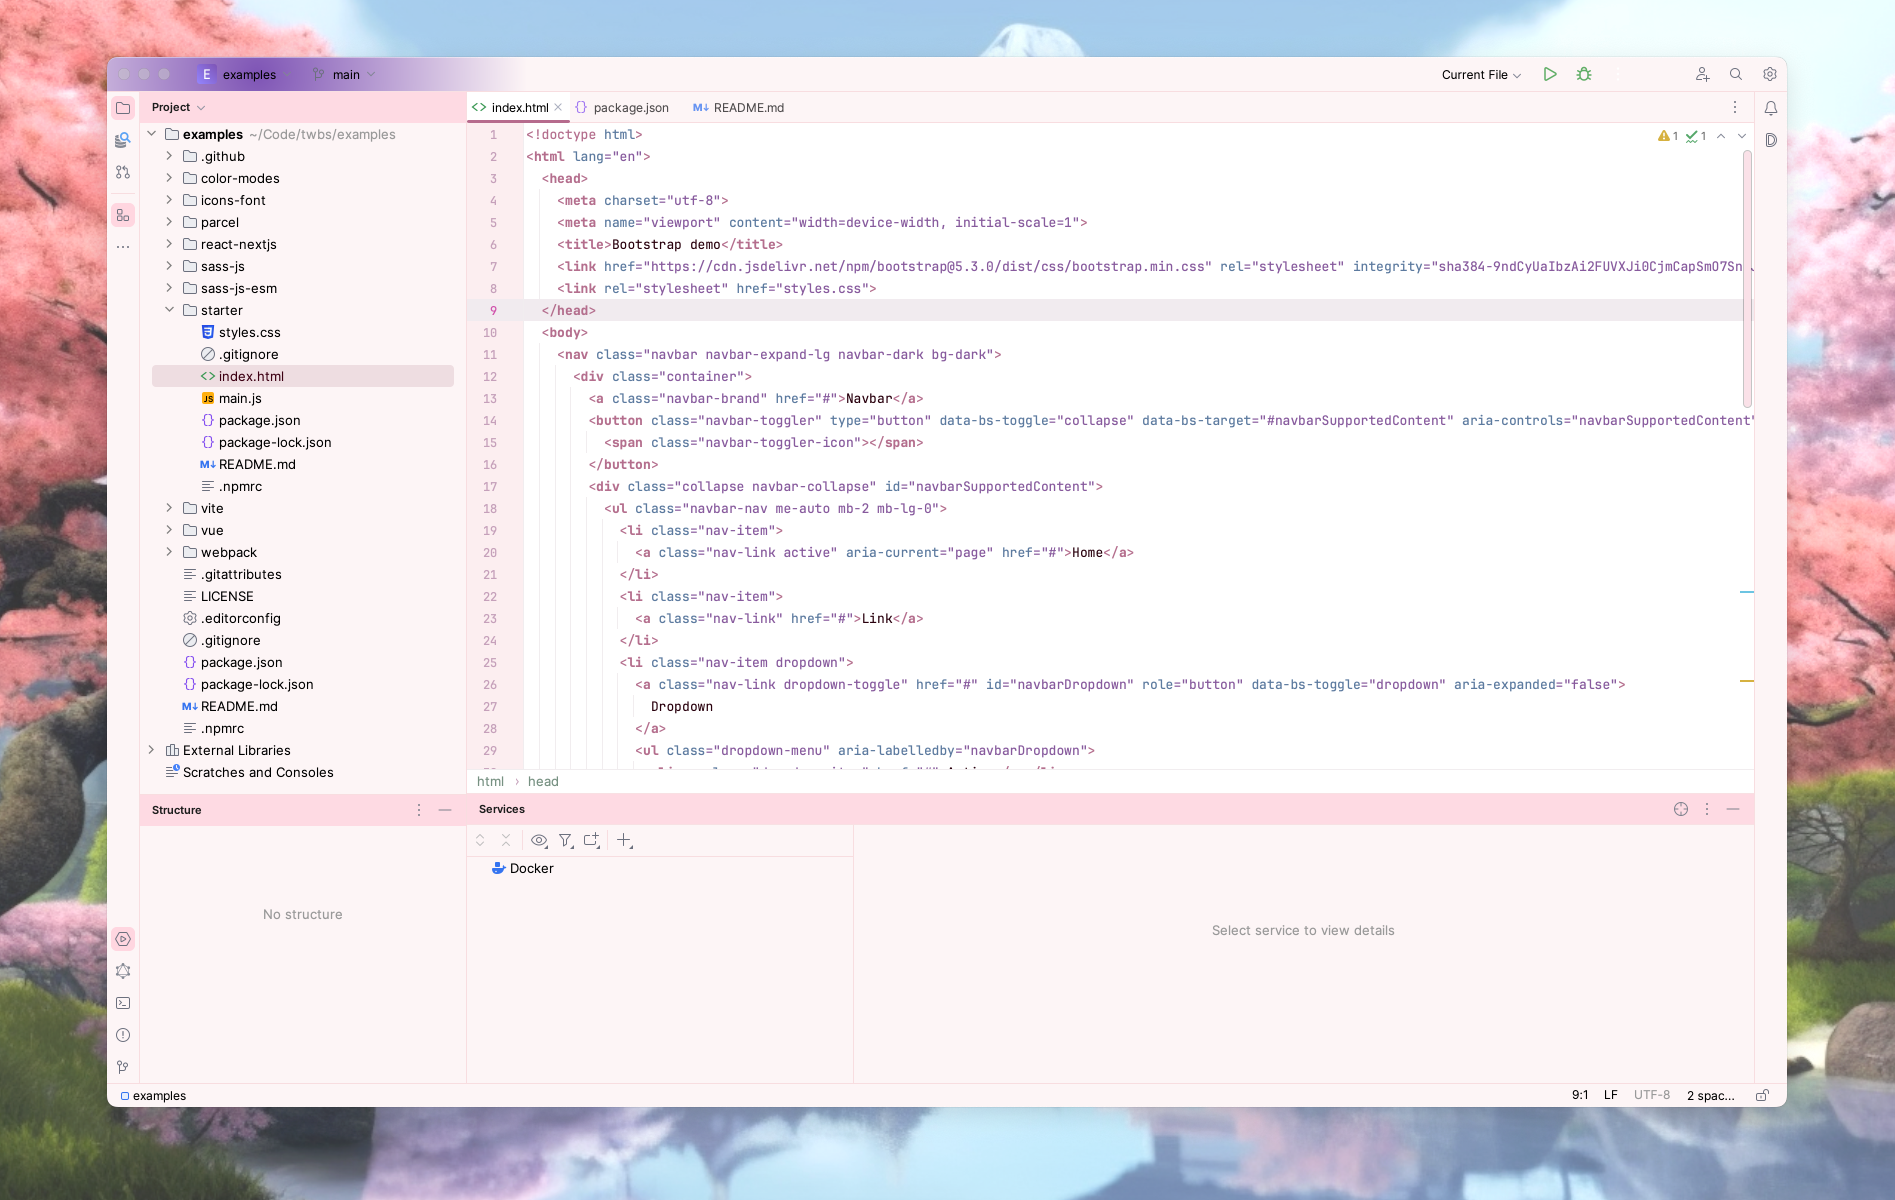 E examples main Current File
Project
index.html package.json README.md
examples ~/Code/twbs/examples
.github
color-modes
icons-font
parcel
react-nextjs
sass-js
sass-js-esm
starter
styles.css
.gitignore
index.html
JS main.js
package.json
package-lock.json
M README.md
.npmrc
vite
vue
webpack
.gitattributes
LICENSE
.editorconfig
.gitignore
package.json
package-lock.json
M README.md
.npmrc
External Libraries
Scratches and Consoles
1 <!doctype html>
2 <html lang="en">
3 <head>
4 <meta charset="utf-8">
5 <meta name="viewport" content="width=device-width, initial-scale=1">
6 <title>Bootstrap demo</title>
7 <link href="https://cdn.jsdelivr.net/npm/bootstrap@5.3.0/dist/css/bootstrap.min.css" rel="stylesheet" integrity="sha384-9ndCyUaIbzAi2FUVXJi0CjmCapSmO7Sn
8 <link rel="stylesheet" href="styles.css">
9 </head>
10 <body>
11 <nav class="navbar navbar-expand-lg navbar-dark bg-dark">
12 <div class="container">
13 <a class="navbar-brand" href="#">Navbar</a>
14 <button class="navbar-toggler" type="button" data-bs-toggle="collapse" data-bs-target="#navbarSupportedContent" aria-controls="navbarSupportedContent"
15 <span class="navbar-toggler-icon"></span>
16 </button>
17 <div class="collapse navbar-collapse" id="navbarSupportedContent">
18 <ul class="navbar-nav me-auto mb-2 mb-lg-0">
19 <li class="nav-item">
20 <a class="nav-link active" aria-current="page" href="#">Home</a>
21 </li>
22 <li class="nav-item">
23 <a class="nav-link" href="#">Link</a>
24 </li>
25 <li class="nav-item dropdown">
26 <a class="nav-link dropdown-toggle" href="#" id="navbarDropdown" role="button" data-bs-toggle="dropdown" aria-expanded="false">
27 Dropdown
28 </a>
29 <ul class="dropdown-menu" aria-labelledby="navbarDropdown">
1 1
html › head
Structure
No structure
Services
Docker
Select service to view details
examples 9:1 LF UTF-8 2 spac...